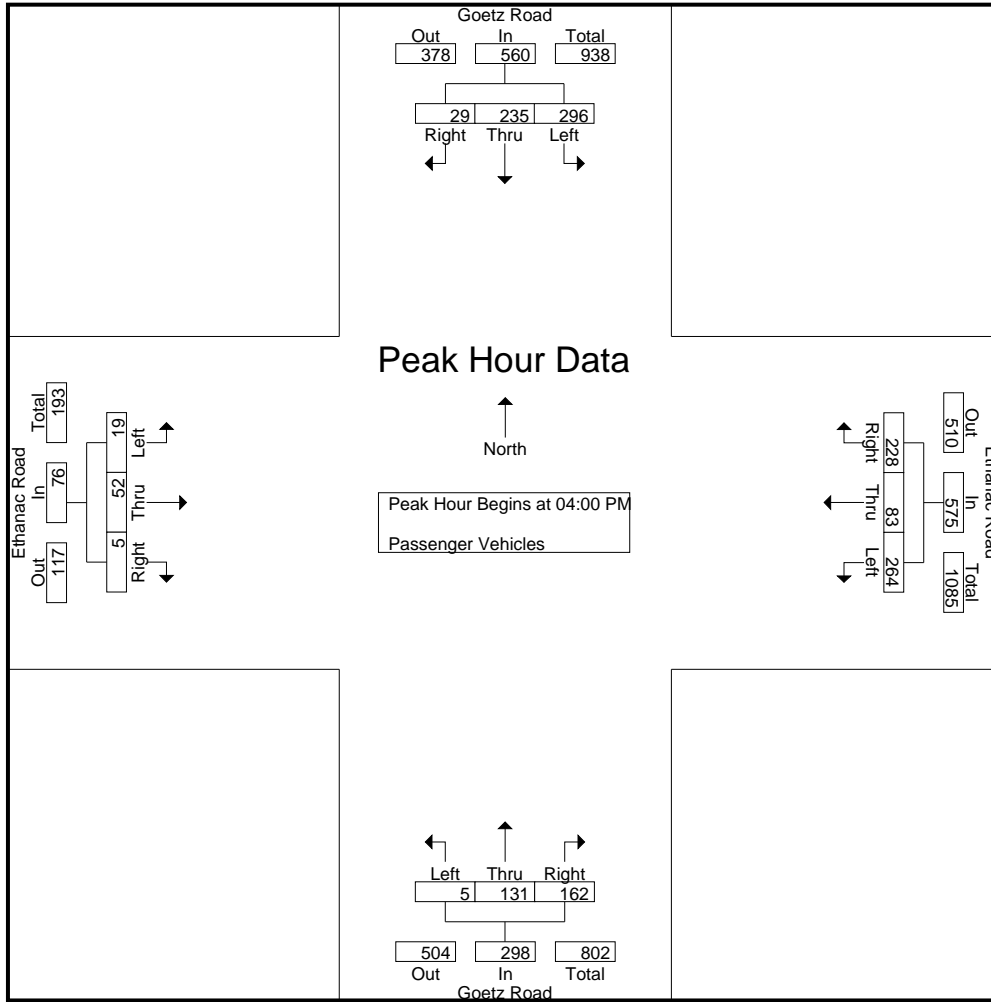 Goetz Road
Out In Total
378 560 938
29 235 296
Right Thru Left
Peak Hour Data
North
Peak Hour Begins at 04:00 PM
Passenger Vehicles
Ethanac Road
Out In Total
117 76 193
5 52 19
Right Thru Left
Ethanac Road
Out In Total
510 575 1085
Right Thru Left
228 83 264
Left Thru Right
5 131 162
504 298 802
Out In Total
Goetz Road